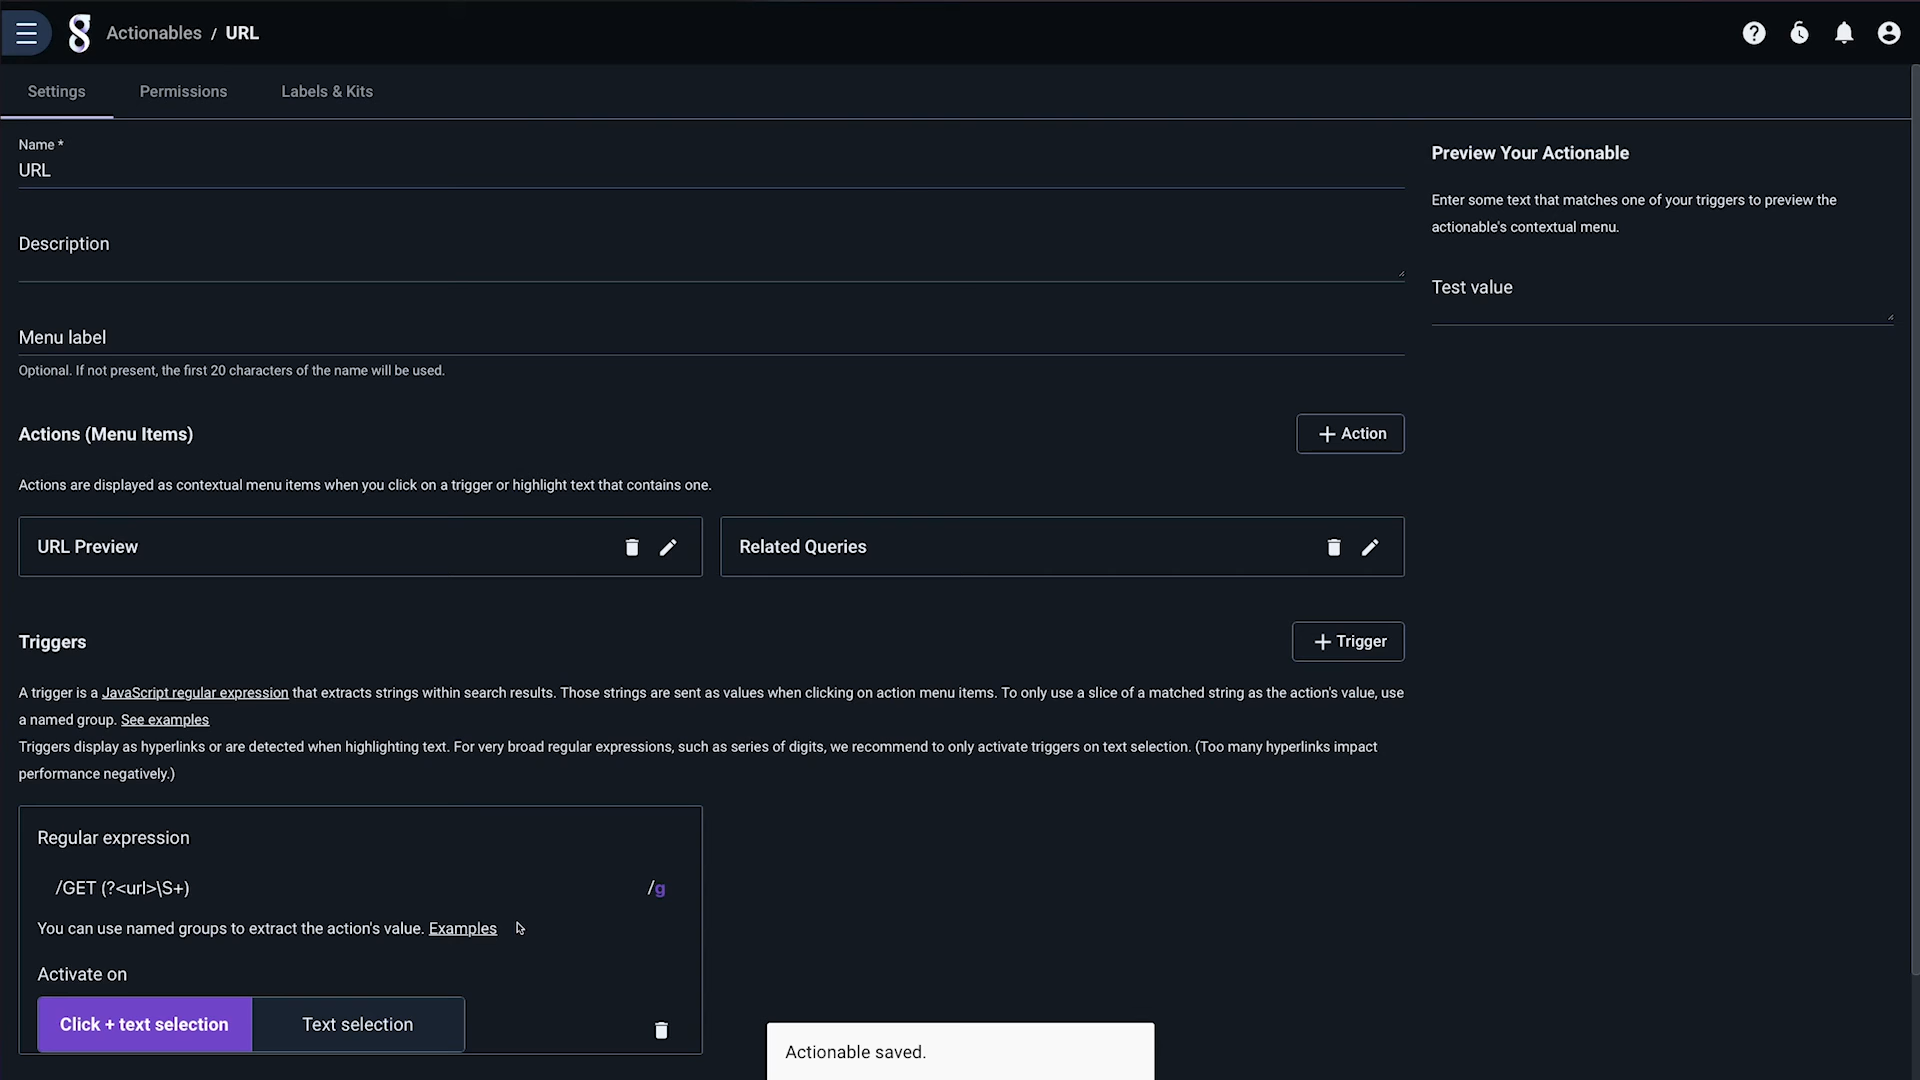 Actionables / URL
Settings
Permissions
Labels & Kits
Name *
URL
Description
Menu label
Optional. If not present, the first 20 characters of the name will be used.
Actions (Menu Items)
+ Action
Actions are displayed as contextual menu items when you click on a trigger or highlight text that contains one.
URL Preview
Related Queries
Triggers
+ Trigger
A trigger is a JavaScript regular expression that extracts strings within search results. Those strings are sent as values when clicking on action menu items. To only use a slice of a matched string as the action's value, use
a named group. See examples
Triggers display as hyperlinks or are detected when highlighting text. For very broad regular expressions, such as series of digits, we recommend to only activate triggers on text selection. (Too many hyperlinks impact
performance negatively.)
Regular expression
/GET (?<url>\S+) /g
You can use named groups to extract the action's value. Examples
Activate on
Click + text selection
Text selection
Preview Your Actionable
Enter some text that matches one of your triggers to preview the
actionable's contextual menu.
Test value
Actionable saved.